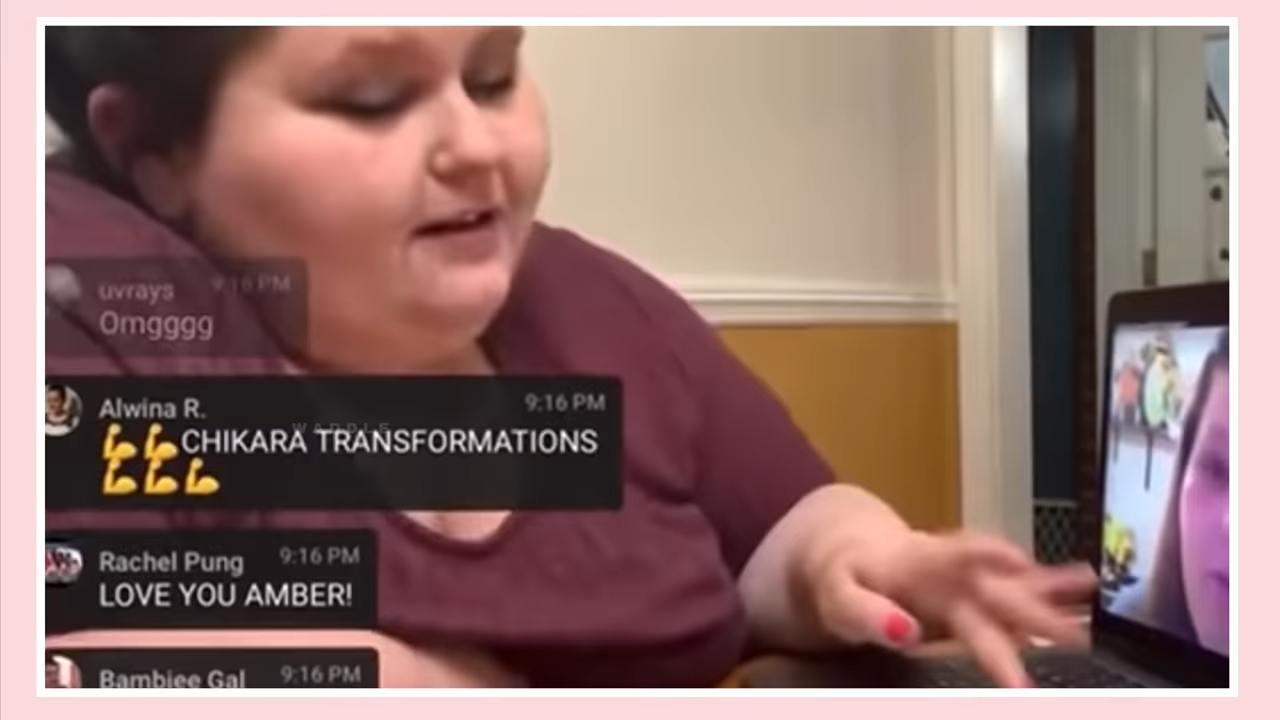 uvrays 9:16 PM
Omgggg
Alwina R. 9:16 PM
💪💪CHIKARA TRANSFORMATIONS
💪💪💪
WADDLE
Rachel Pung 9:16 PM
LOVE YOU AMBER!
Bambiee Gal 9:16 PM